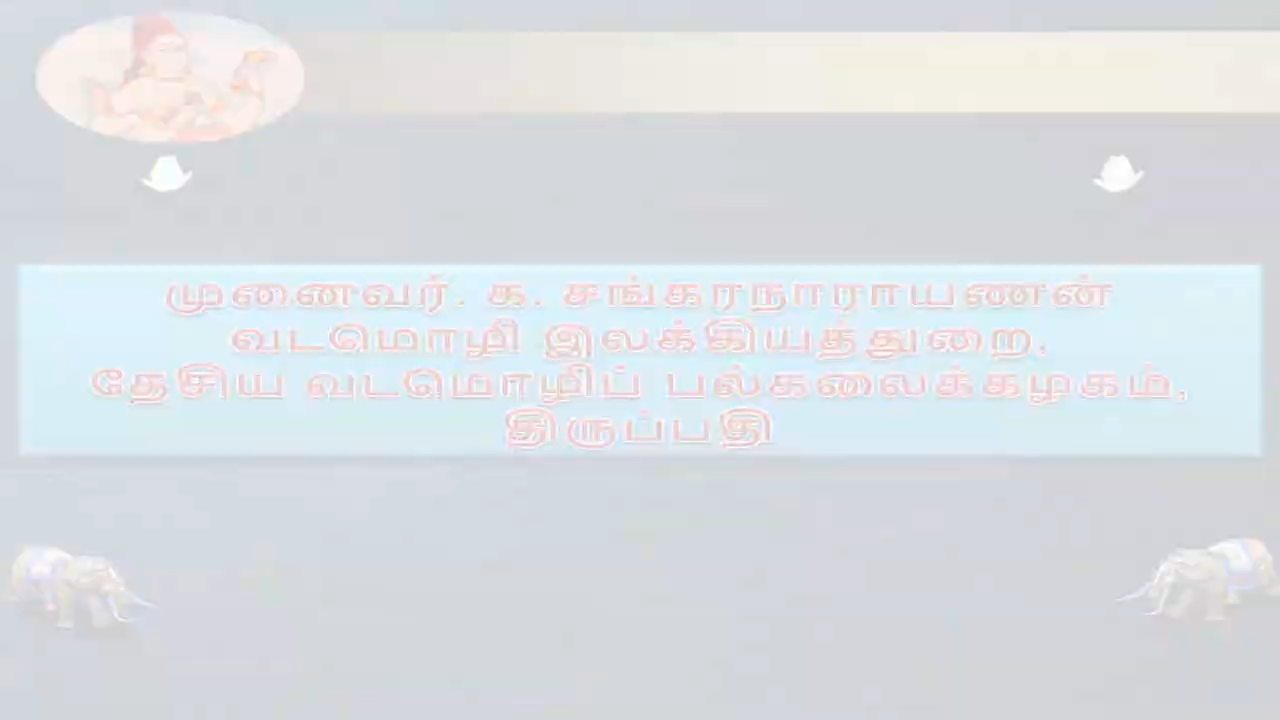 முனைவர். க. சங்கரநாராயணன்
வடமொழி இலக்கியத்துறை,
தேசிய வடமொழிப் பல்கலைக்கழகம்,
திருப்பதி